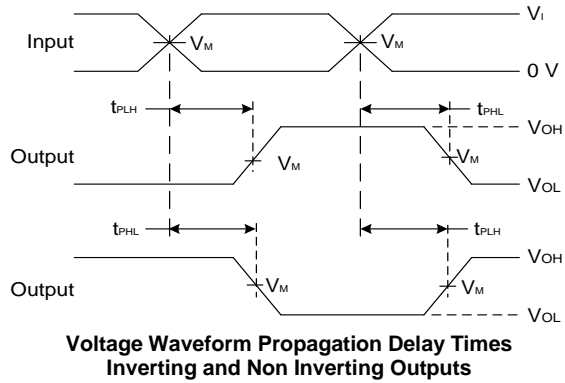 VI
Input VM VM
0 V
tPLH tPHL
VOH
Output VM VM
VOL
tPHL tPLH
VOH
Output VM VM
VOL
Voltage Waveform Propagation Delay Times
Inverting and Non Inverting Outputs